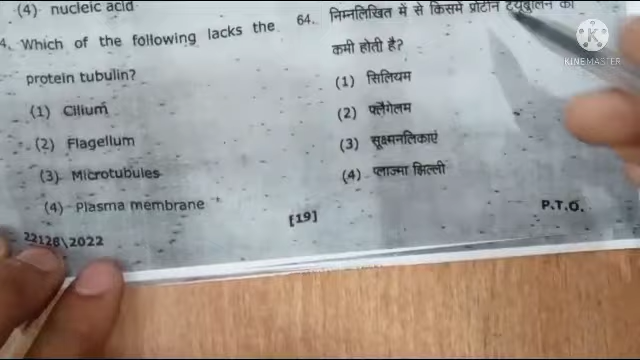 (4) nucleic acid
4. Which of the following lacks the
protein tubulin?
(1) Cilium
(2) Flagellum
(3) Microtubules
(4) Plasma membrane
22128\2022
64. निम्नलिखित में से किसमें प्रोटीन ट्यूबुलिन की
कमी होती है?
(1) सिलियम
(2) फ्लैगेलम
(3) सूक्ष्मनलिकाएं
(4) प्लाज्मा झिल्ली
[19]
P.T.O.
KINEMASTER